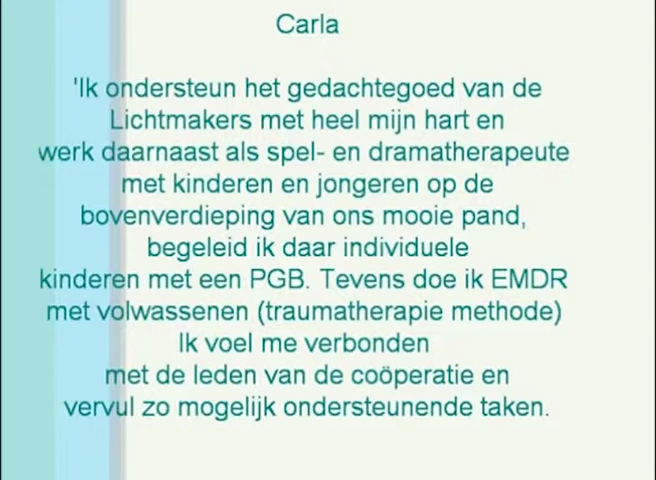 Carla
'Ik ondersteun het gedachtegoed van de
Lichtmakers met heel mijn hart en
werk daarnaast als spel- en dramatherapeute
met kinderen en jongeren op de
bovenverdieping van ons mooie pand,
begeleid ik daar individuele
kinderen met een PGB. Tevens doe ik EMDR
met volwassenen (traumatherapie methode)
Ik voel me verbonden
met de leden van de coöperatie en
vervul zo mogelijk ondersteunende taken.